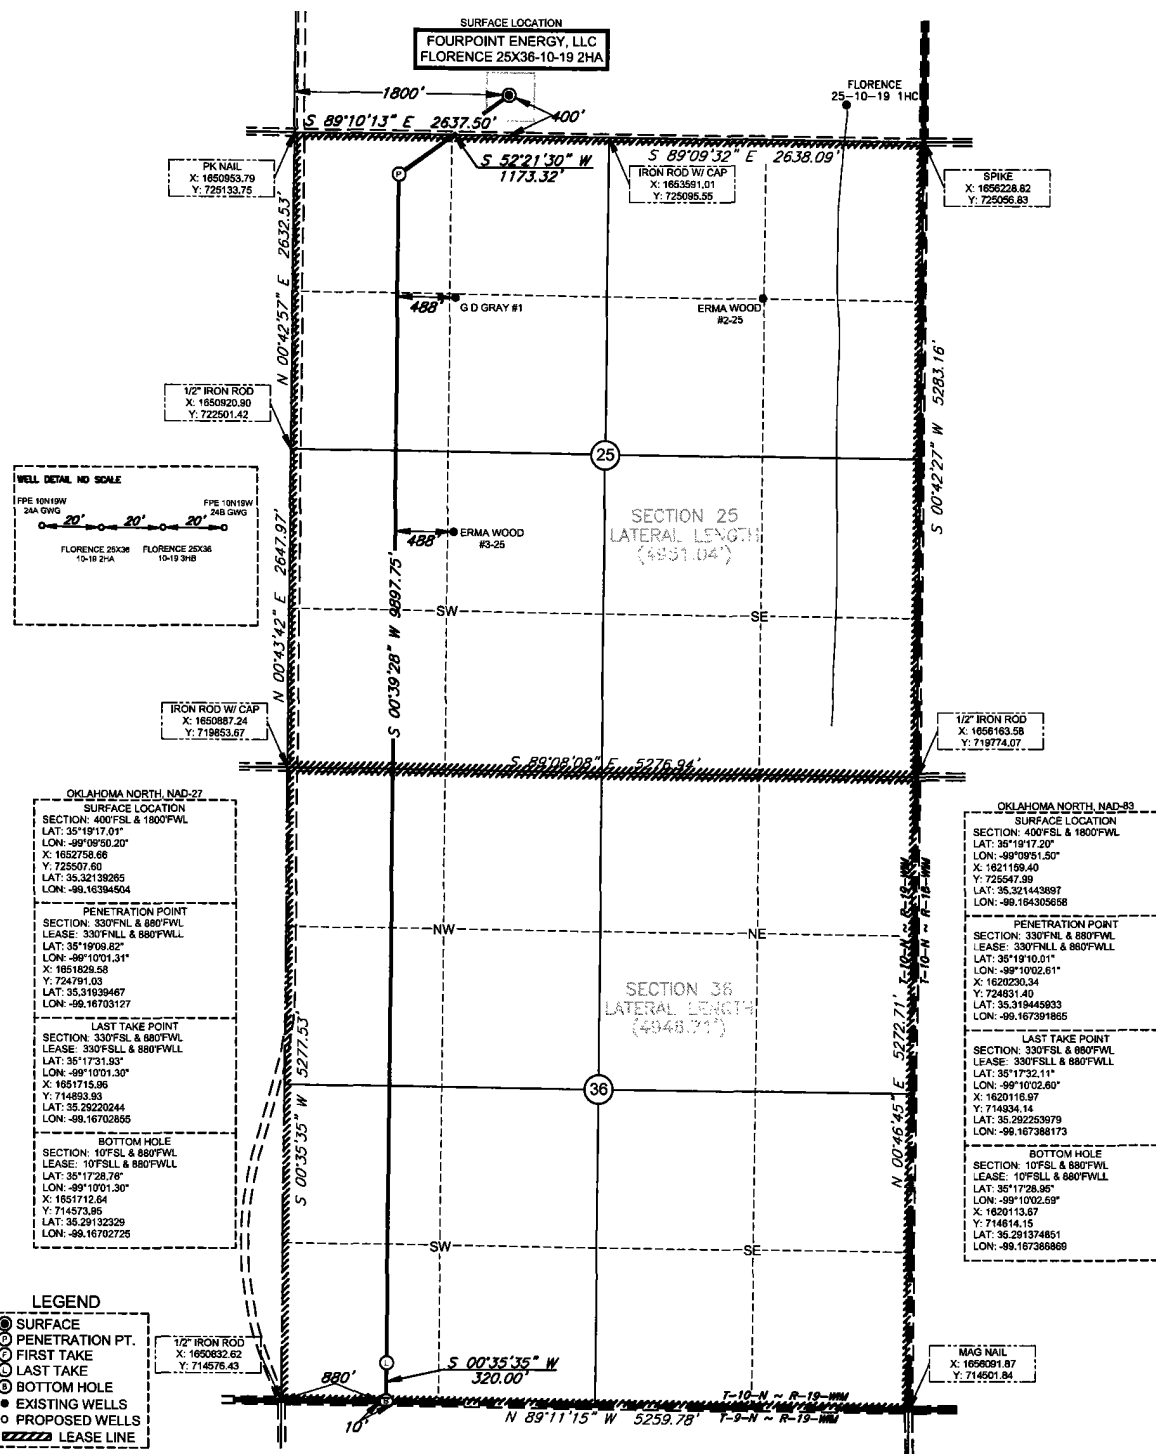 SURFACE LOCATION
FOURPOINT ENERGY, LLC
FLORENCE 25X36-10-19 2HA
1800'
400'
FLORENCE
25-10-19 1HC
S 89°10'13" E 2637.50'
S 89°09'32" E 2638.09'
S 52°21'30" W
1173.32'
P
PK NAIL
X: 1650953.79
Y: 725133.75
IRON ROD W/ CAP
X: 1653591.01
Y: 725095.55
SPIKE
X: 1656228.82
Y: 725056.83
N 00°42'57" E 2632.53'
488'
G D GRAY #1
ERMA WOOD
#2-25
S 00°42'27" W 5283.16'
1/2" IRON ROD
X: 1650920.90
Y: 722501.42
25
WELL DETAIL NO SCALE
FPE 10N19W
24A GWG
FPE 10N19W
24B GWG
20'
20'
20'
FLORENCE 25X36
10-19 2HA
FLORENCE 25X36
10-19 3HB
SECTION 25
LATERAL LENGTH
(4951.04')
488'
ERMA WOOD
#3-25
N 00°43'42" E 2647.97'
S 00°39'28" W 9897.75'
SW
SE
IRON ROD W/ CAP
X: 1650887.24
Y: 719853.67
1/2" IRON ROD
X: 1656163.58
Y: 719774.07
S 89°08'08" E 5276.94'
OKLAHOMA NORTH, NAD-27
SURFACE LOCATION
SECTION: 400'FSL & 1800'FWL
LAT: 35°19'17.01"
LON: -99°09'50.20"
X: 1652758.66
Y: 725507.60
LAT: 35.32139265
LON: -99.16394504
PENETRATION POINT
SECTION: 330'FNL & 880'FWL
LEASE: 330'FNLL & 880'FWLL
LAT: 35°19'09.82"
LON: -99°10'01.31"
X: 1651829.58
Y: 724791.03
LAT: 35.31939467
LON: -99.16703127
LAST TAKE POINT
SECTION: 330'FSL & 880'FWL
LEASE: 330'FSLL & 880'FWLL
LAT: 35°17'31.93"
LON: -99°10'01.30"
X: 1651715.96
Y: 714893.93
LAT: 35.29220244
LON: -99.16702855
BOTTOM HOLE
SECTION: 10'FSL & 880'FWL
LEASE: 10'FSLL & 880'FWLL
LAT: 35°17'28.76"
LON: -99°10'01.30"
X: 1651712.64
Y: 714573.95
LAT: 35.29132329
LON: -99.16702725
OKLAHOMA NORTH, NAD-83
SURFACE LOCATION
SECTION: 400'FSL & 1800'FWL
LAT: 35°19'17.20"
LON: -99°09'51.50"
X: 1621159.40
Y: 725547.99
LAT: 35.321443897
LON: -99.164305658
PENETRATION POINT
SECTION: 330'FNL & 880'FWL
LEASE: 330'FNLL & 880'FWLL
LAT: 35°19'10.01"
LON: -99°10'02.61"
X: 1620230.34
Y: 724831.40
LAT: 35.319445933
LON: -99.167391865
LAST TAKE POINT
SECTION: 330'FSL & 880'FWL
LEASE: 330'FSLL & 880'FWLL
LAT: 35°17'32.11"
LON: -99°10'02.60"
X: 1620116.97
Y: 714934.14
LAT: 35.292253979
LON: -99.167388173
BOTTOM HOLE
SECTION: 10'FSL & 880'FWL
LEASE: 10'FSLL & 880'FWLL
LAT: 35°17'28.95"
LON: -99°10'02.59"
X: 1620113.67
Y: 714614.15
LAT: 35.291374651
LON: -99.167386869
T-10-N ~ R-19-WM
T-10-N ~ R-18-WM
NW
NE
SECTION 36
LATERAL LENGTH
(4946.71')
36
S 00°35'35" W 5277.53'
N 00°46'45" E 5272.71'
SW
SE
LEGEND
SURFACE
P PENETRATION PT.
F FIRST TAKE
L LAST TAKE
B BOTTOM HOLE
EXISTING WELLS
PROPOSED WELLS
LEASE LINE
1/2" IRON ROD
X: 1650832.62
Y: 714576.43
L
S 00°35'35" W
320.00'
880'
B
10'
MAG NAIL
X: 1656091.87
Y: 714501.84
T-10-N ~ R-19-WM
N 89°11'15" W 5259.78'
T-9-N ~ R-19-WM